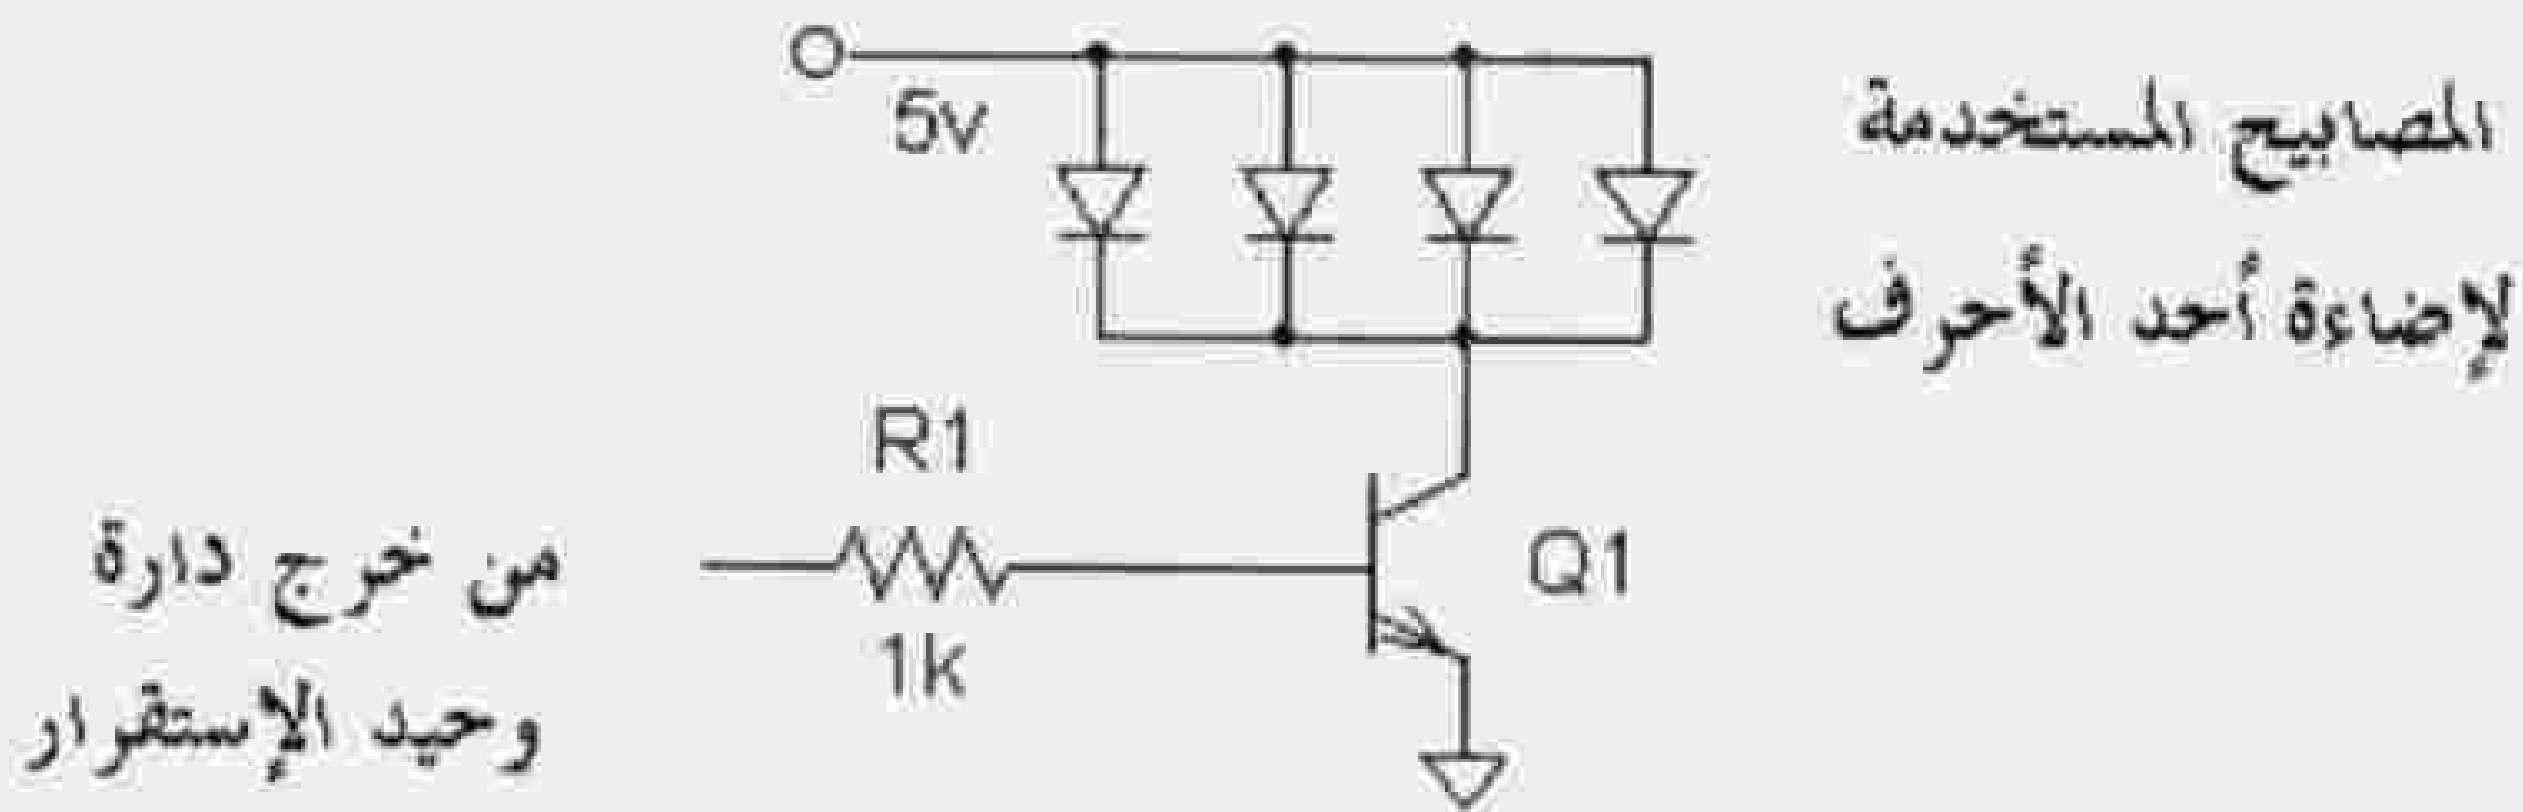 5v
المصابيح المستخدمة
لإضاءة أحد الأحرف
R1
1k
Q1
من خرج دارة
وحيد الإستقرار